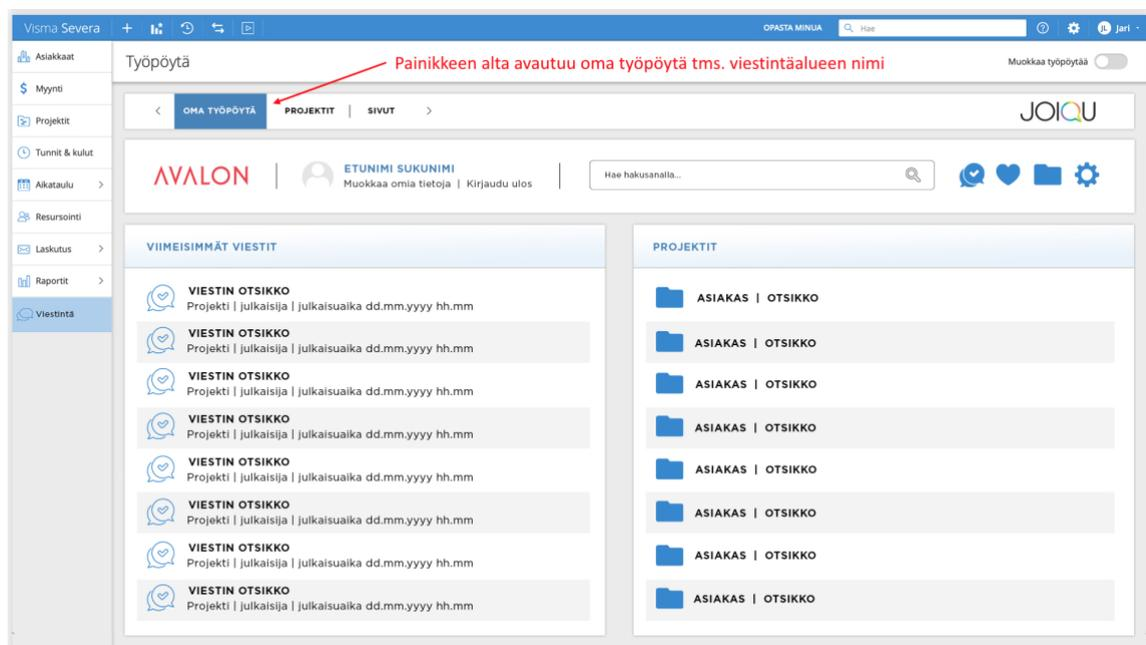 Visma Severa
OPASTA MINUA
Hae
JL Jari
Asiakkaat
Myynti
Projektit
Tunnit & kulut
Aikataulu
Resursointi
Laskutus
Raportit
Viestintä
Työpöytä
Painikkeen alta avautuu oma työpöytä tms. viestintäalueen nimi
Muokkaa työpöytää
OMA TYÖPÖYTÄ
PROJEKTIT | SIVUT
JOIQU
AVALON
ETUNIMI SUKUNIMI
Muokkaa omia tietoja | Kirjaudu ulos
Hae hakusanalla...
VIIMEISIMMÄT VIESTIT
VIESTIN OTSIKKO
Projekti | julkaisija | julkaisuaika dd.mm.yyyy hh.mm
VIESTIN OTSIKKO
Projekti | julkaisija | julkaisuaika dd.mm.yyyy hh.mm
VIESTIN OTSIKKO
Projekti | julkaisija | julkaisuaika dd.mm.yyyy hh.mm
VIESTIN OTSIKKO
Projekti | julkaisija | julkaisuaika dd.mm.yyyy hh.mm
VIESTIN OTSIKKO
Projekti | julkaisija | julkaisuaika dd.mm.yyyy hh.mm
VIESTIN OTSIKKO
Projekti | julkaisija | julkaisuaika dd.mm.yyyy hh.mm
VIESTIN OTSIKKO
Projekti | julkaisija | julkaisuaika dd.mm.yyyy hh.mm
VIESTIN OTSIKKO
Projekti | julkaisija | julkaisuaika dd.mm.yyyy hh.mm
PROJEKTIT
ASIAKAS | OTSIKKO
ASIAKAS | OTSIKKO
ASIAKAS | OTSIKKO
ASIAKAS | OTSIKKO
ASIAKAS | OTSIKKO
ASIAKAS | OTSIKKO
ASIAKAS | OTSIKKO
ASIAKAS | OTSIKKO